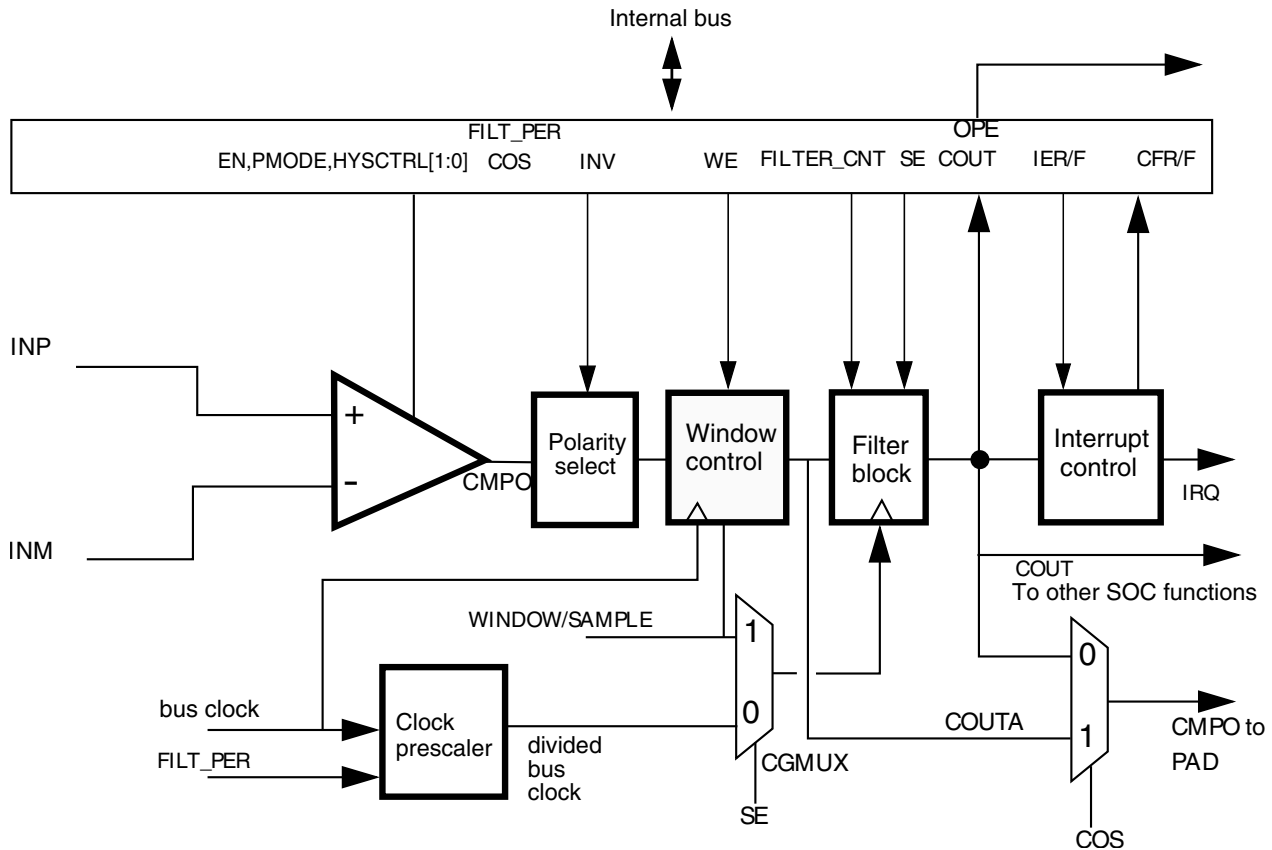 Internal bus
FILT_PER
OPE
EN,PMODE,HYSCTRL[1:0]
COS
INV
WE
FILTER_CNT
SE
COUT
IER/F
CFR/F
INP
+
-
INM
CMPO
Polarity
select
Window
control
Filter
block
Interrupt
control
IRQ
COUT
To other SOC functions
WINDOW/SAMPLE
1
0
CGMUX
SE
bus clock
FILT_PER
Clock
prescaler
divided
bus
clock
COUTA
0
1
CMPO to
PAD
COS